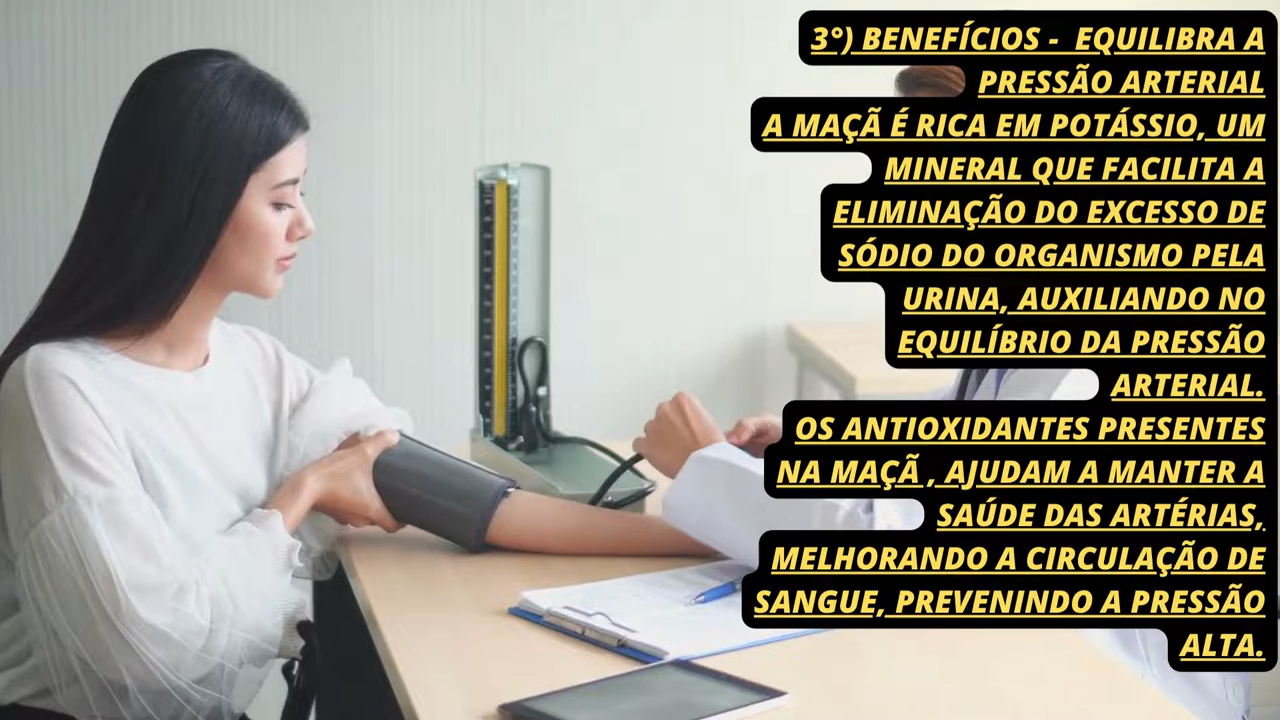 3°) BENEFÍCIOS - EQUILIBRA A
PRESSÃO ARTERIAL
A MAÇÃ É RICA EM POTÁSSIO, UM
MINERAL QUE FACILITA A
ELIMINAÇÃO DO EXCESSO DE
SÓDIO DO ORGANISMO PELA
URINA, AUXILIANDO NO
EQUILÍBRIO DA PRESSÃO
ARTERIAL.
OS ANTIOXIDANTES PRESENTES
NA MAÇÃ , AJUDAM A MANTER A
SAÚDE DAS ARTÉRIAS,
MELHORANDO A CIRCULAÇÃO DE
SANGUE, PREVENINDO A PRESSÃO
ALTA.